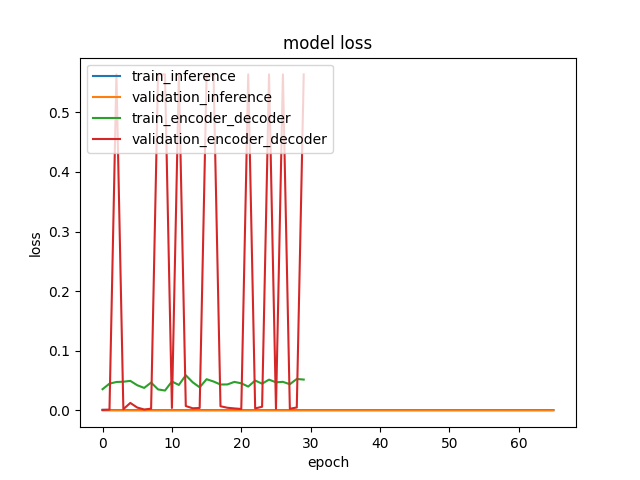 model loss
train_inference
validation_inference
train_encoder_decoder
validation_encoder_decoder
loss
0.5
0.4
0.3
0.2
0.1
0.0
0 10 20 30 40 50 60
epoch